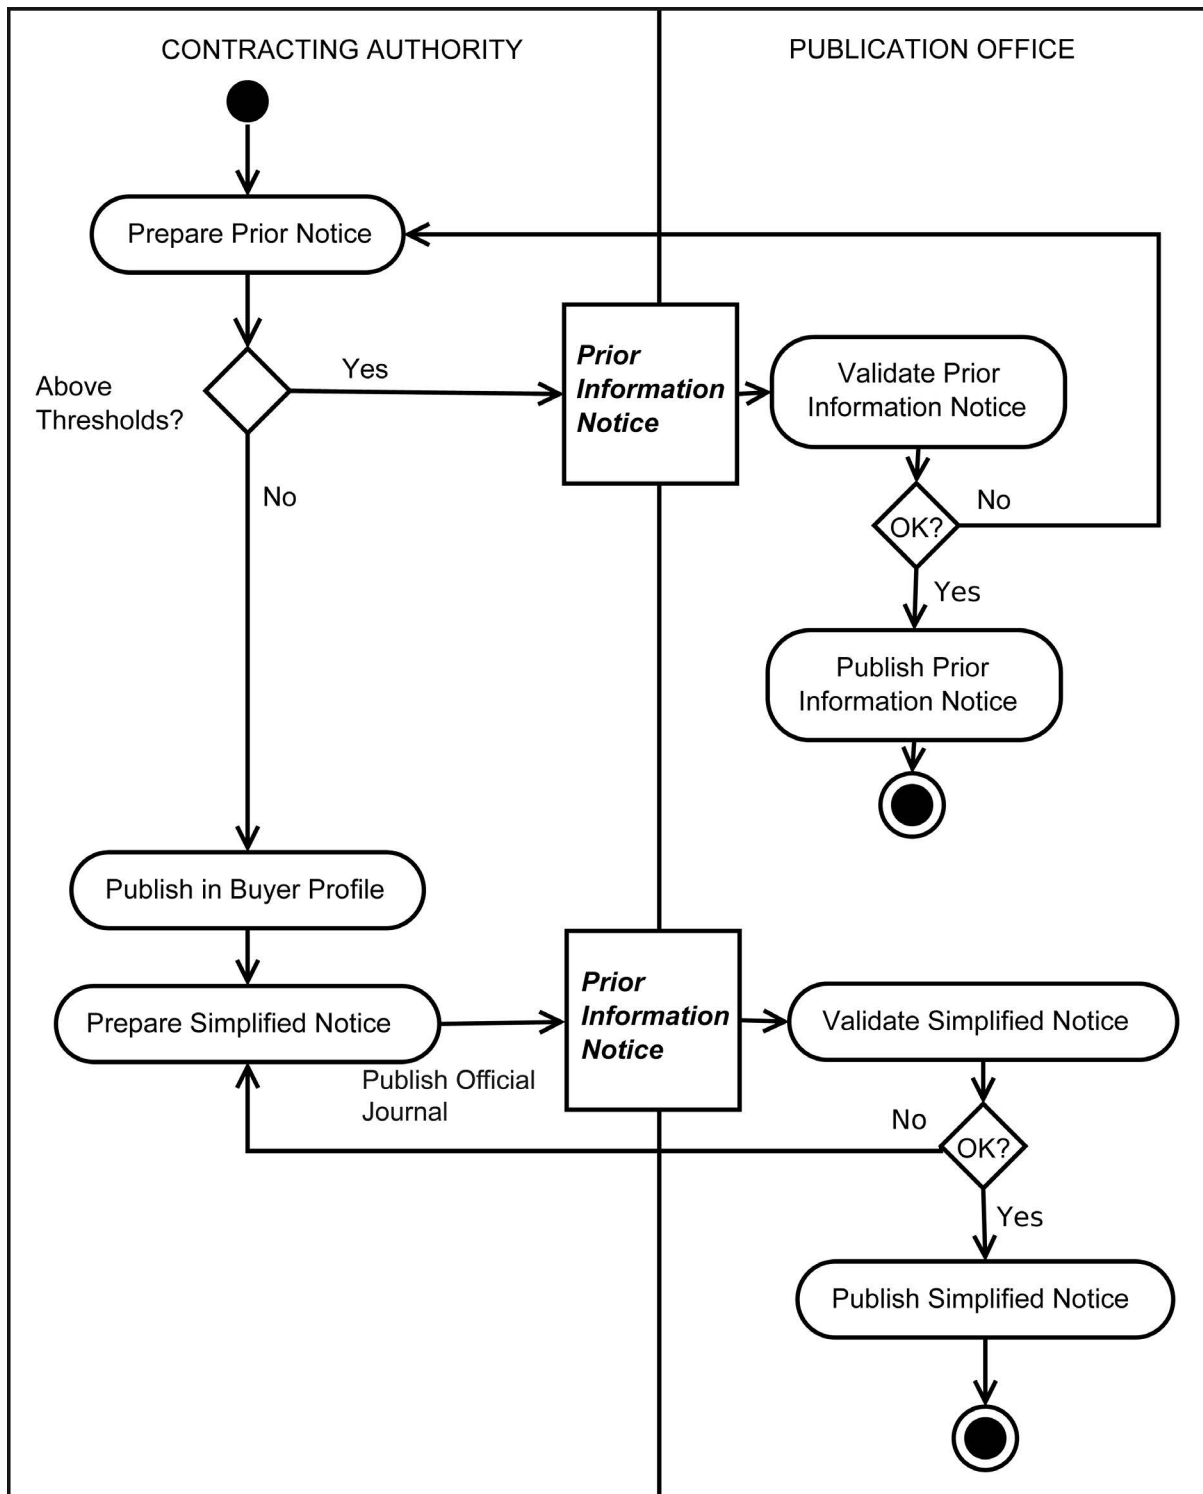 CONTRACTING AUTHORITY
PUBLICATION OFFICE
Prepare Prior Notice
Above
Thresholds?
Yes
No
Prior
Information
Notice
Validate Prior
Information Notice
OK?
No
Yes
Publish Prior
Information Notice
Publish in Buyer Profile
Prepare Simplified Notice
Publish Official
Journal
Prior
Information
Notice
Validate Simplified Notice
No
OK?
Yes
Publish Simplified Notice